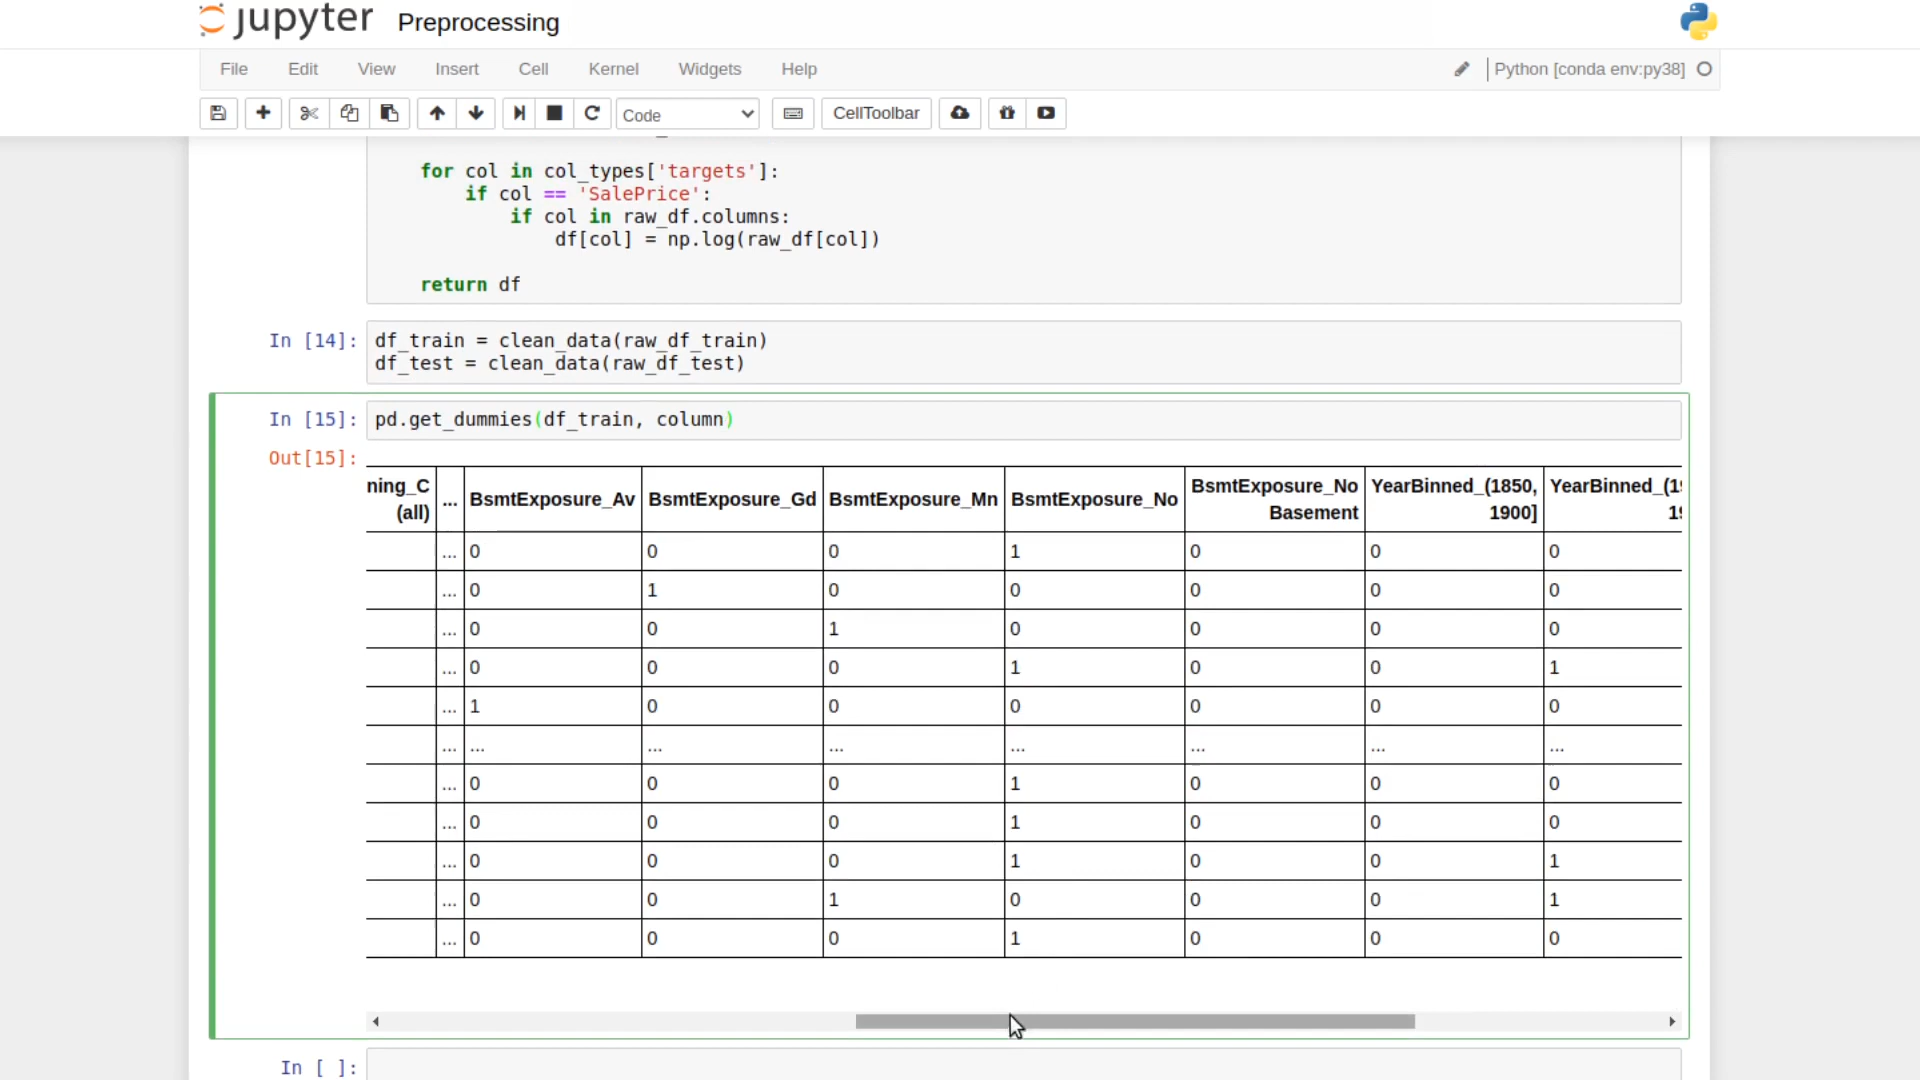 jupyter Preprocessing
File Edit View Insert Cell Kernel Widgets Help Python [conda env:py38]
Code CellToolbar
for col in col_types['targets']:
if col == 'SalePrice':
if col in raw_df.columns:
df[col] = np.log(raw_df[col])
return df
In [14]: df_train = clean_data(raw_df_train)
df_test = clean_data(raw_df_test)
In [15]: pd.get_dummies(df_train, column)
Out[15]:
ning_C (all) ... BsmtExposure_Av BsmtExposure_Gd BsmtExposure_Mn BsmtExposure_No BsmtExposure_No Basement YearBinned_(1850, 1900] YearBinned_(19 19
... 0 0 0 1 0 0 0
... 0 1 0 0 0 0 0
... 0 0 1 0 0 0 0
... 0 0 0 1 0 0 1
... 1 0 0 0 0 0 0
... ... ... ... ... ... ... ...
... 0 0 0 1 0 0 0
... 0 0 0 1 0 0 0
... 0 0 0 1 0 0 1
... 0 0 1 0 0 0 1
... 0 0 0 1 0 0 0
In [ ]: